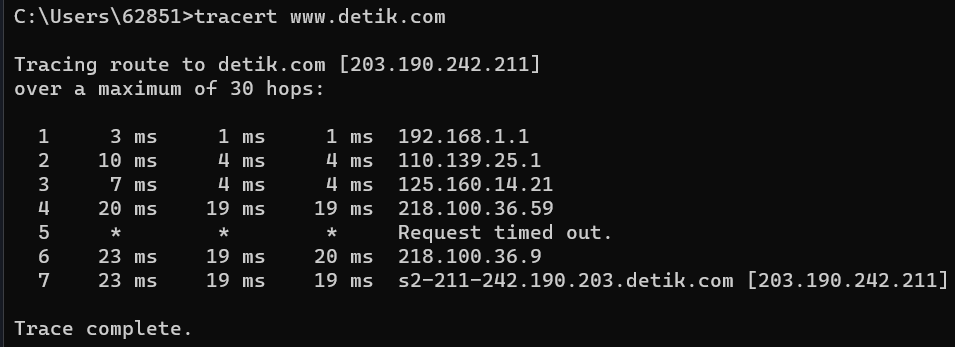 C:\Users\62851>tracert www.detik.com
Tracing route to detik.com [203.190.242.211]
over a maximum of 30 hops:
1 3 ms 1 ms 1 ms 192.168.1.1
2 10 ms 4 ms 4 ms 110.139.25.1
3 7 ms 4 ms 4 ms 125.160.14.21
4 20 ms 19 ms 19 ms 218.100.36.59
5 * * * Request timed out.
6 23 ms 19 ms 20 ms 218.100.36.9
7 23 ms 19 ms 19 ms s2-211-242.190.203.detik.com [203.190.242.211]
Trace complete.